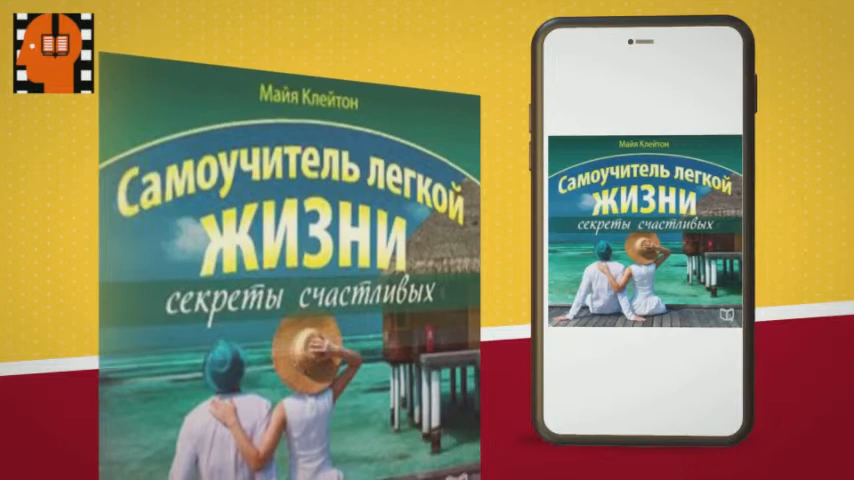 Майя Клейтон
Самоучитель легкой
жизни
секреты счастливых
Майя Клейтон
Самоучитель легкой
жизни
секреты счастливых